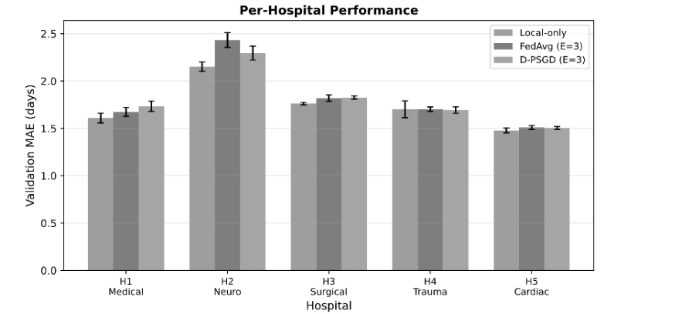 Per-Hospital Performance
Local-only
FedAvg (E=3)
D-PSGD (E=3)
Validation MAE (days)
2.5
2.0
1.5
1.0
0.5
0.0
H1 H2 H3 H4 H5
Medical Neuro Surgical Trauma Cardiac
Hospital